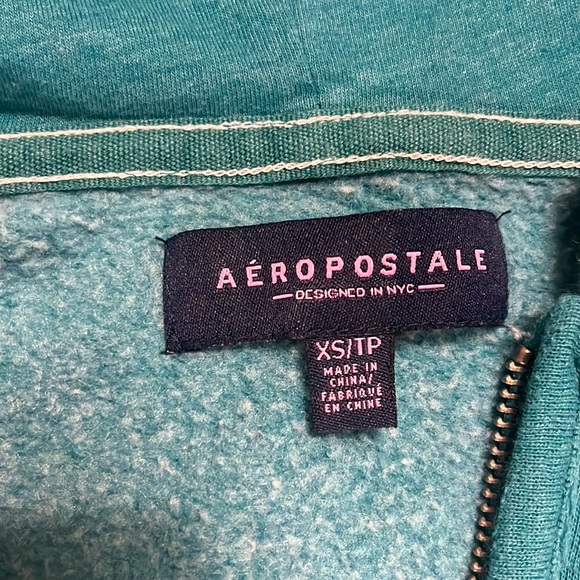 AÉROPOSTALE
— DESIGNED IN NYC —
XS/TP
MADE IN
CHINA/
FABRIQUÉ
EN CHINE